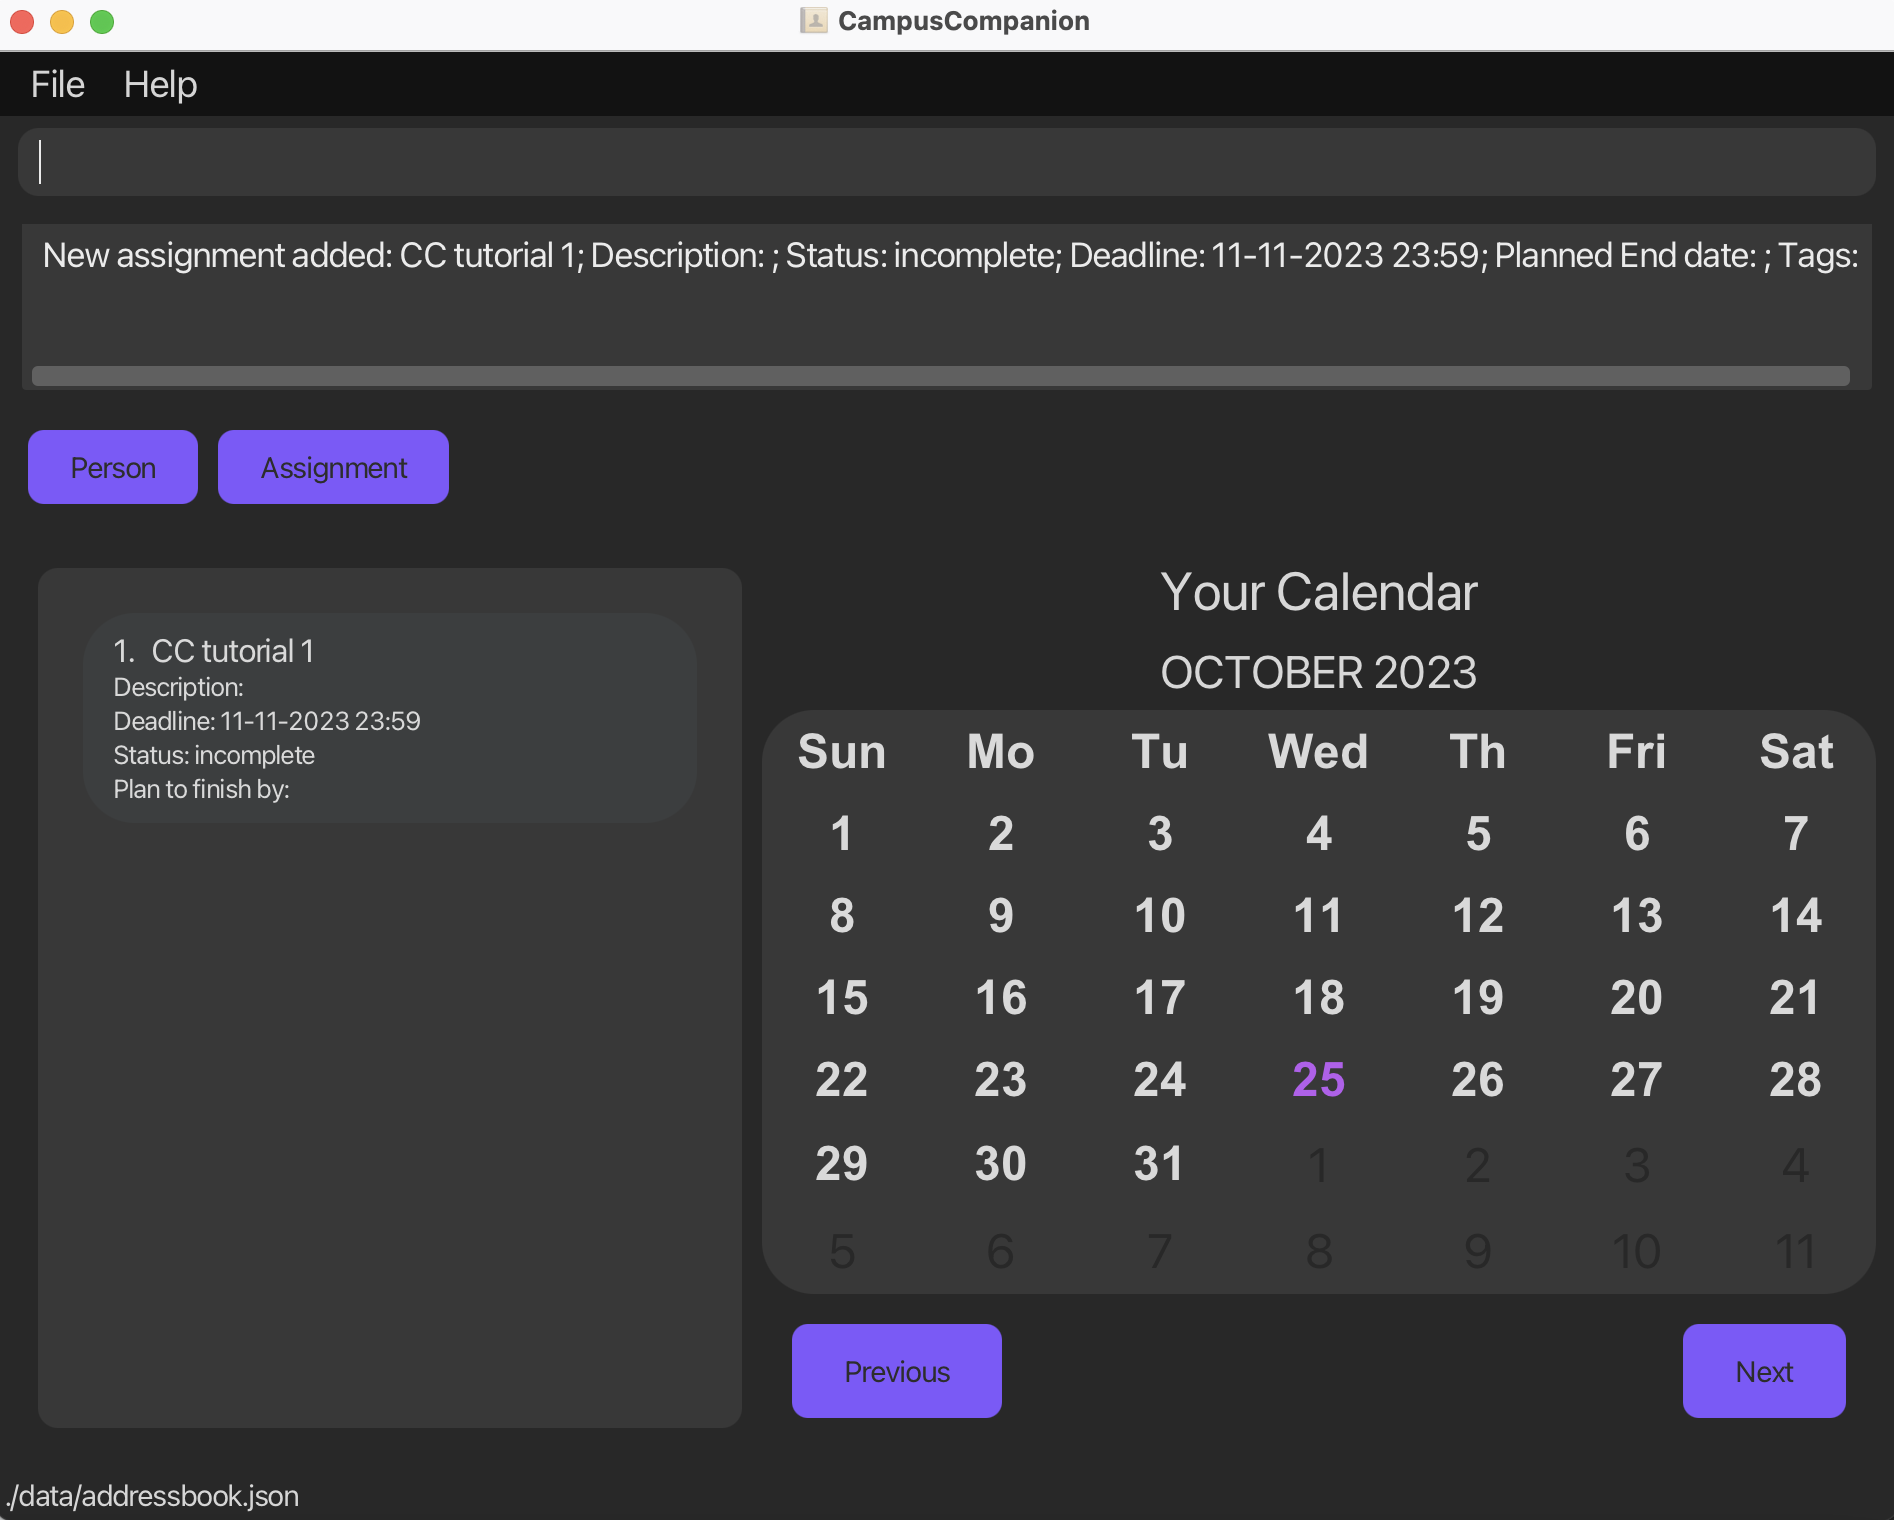 CampusCompanion
File Help
New assignment added: CC tutorial 1; Description: ; Status: incomplete; Deadline: 11-11-2023 23:59; Planned End date: ; Tags:
Person Assignment
1. CC tutorial 1
Description:
Deadline: 11-11-2023 23:59
Status: incomplete
Plan to finish by:
Your Calendar
OCTOBER 2023
Sun Mo Tu Wed Th Fri Sat
1 2 3 4 5 6 7
8 9 10 11 12 13 14
15 16 17 18 19 20 21
22 23 24 25 26 27 28
29 30 31 1 2 3 4
5 6 7 8 9 10 11
Previous Next
./data/addressbook.json